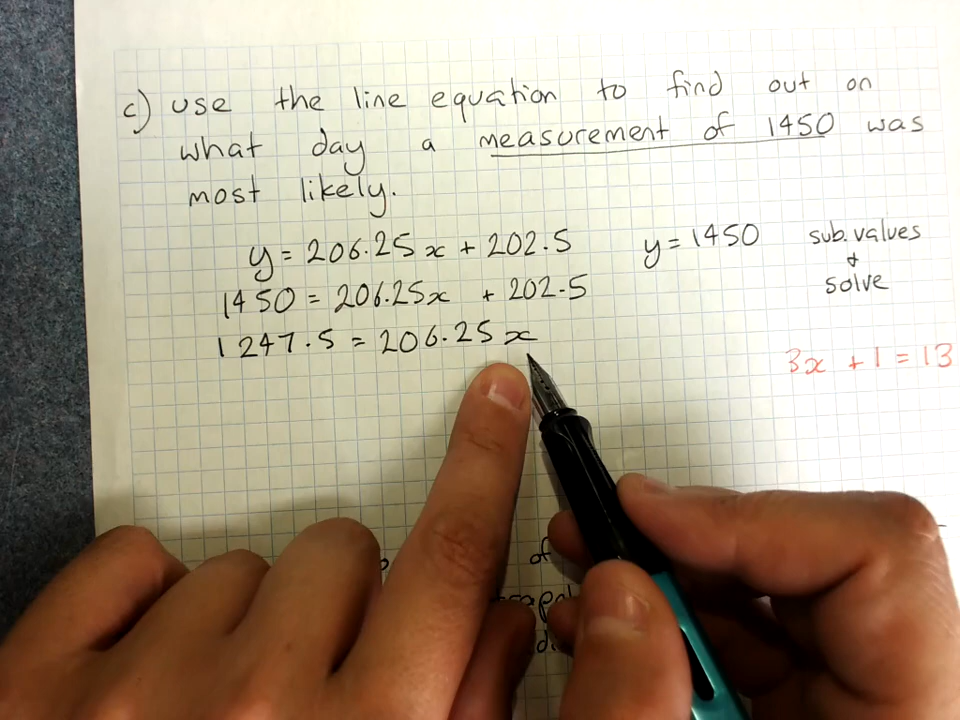 c) use the line equation to find out on
what day a measurement of 1450 was
most likely.
y = 206.25x + 202.5 y = 1450 sub. values
+
1450 = 206.25x + 202.5 solve
1247.5 = 206.25x
3x + 1 = 13
of